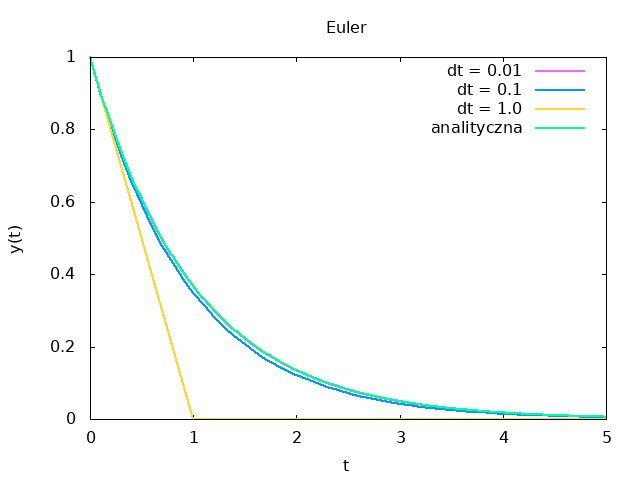 Euler
dt = 0.01
dt = 0.1
dt = 1.0
analityczna
1
0.8
0.6
0.4
0.2
0
y(t)
0 1 2 3 4 5
t